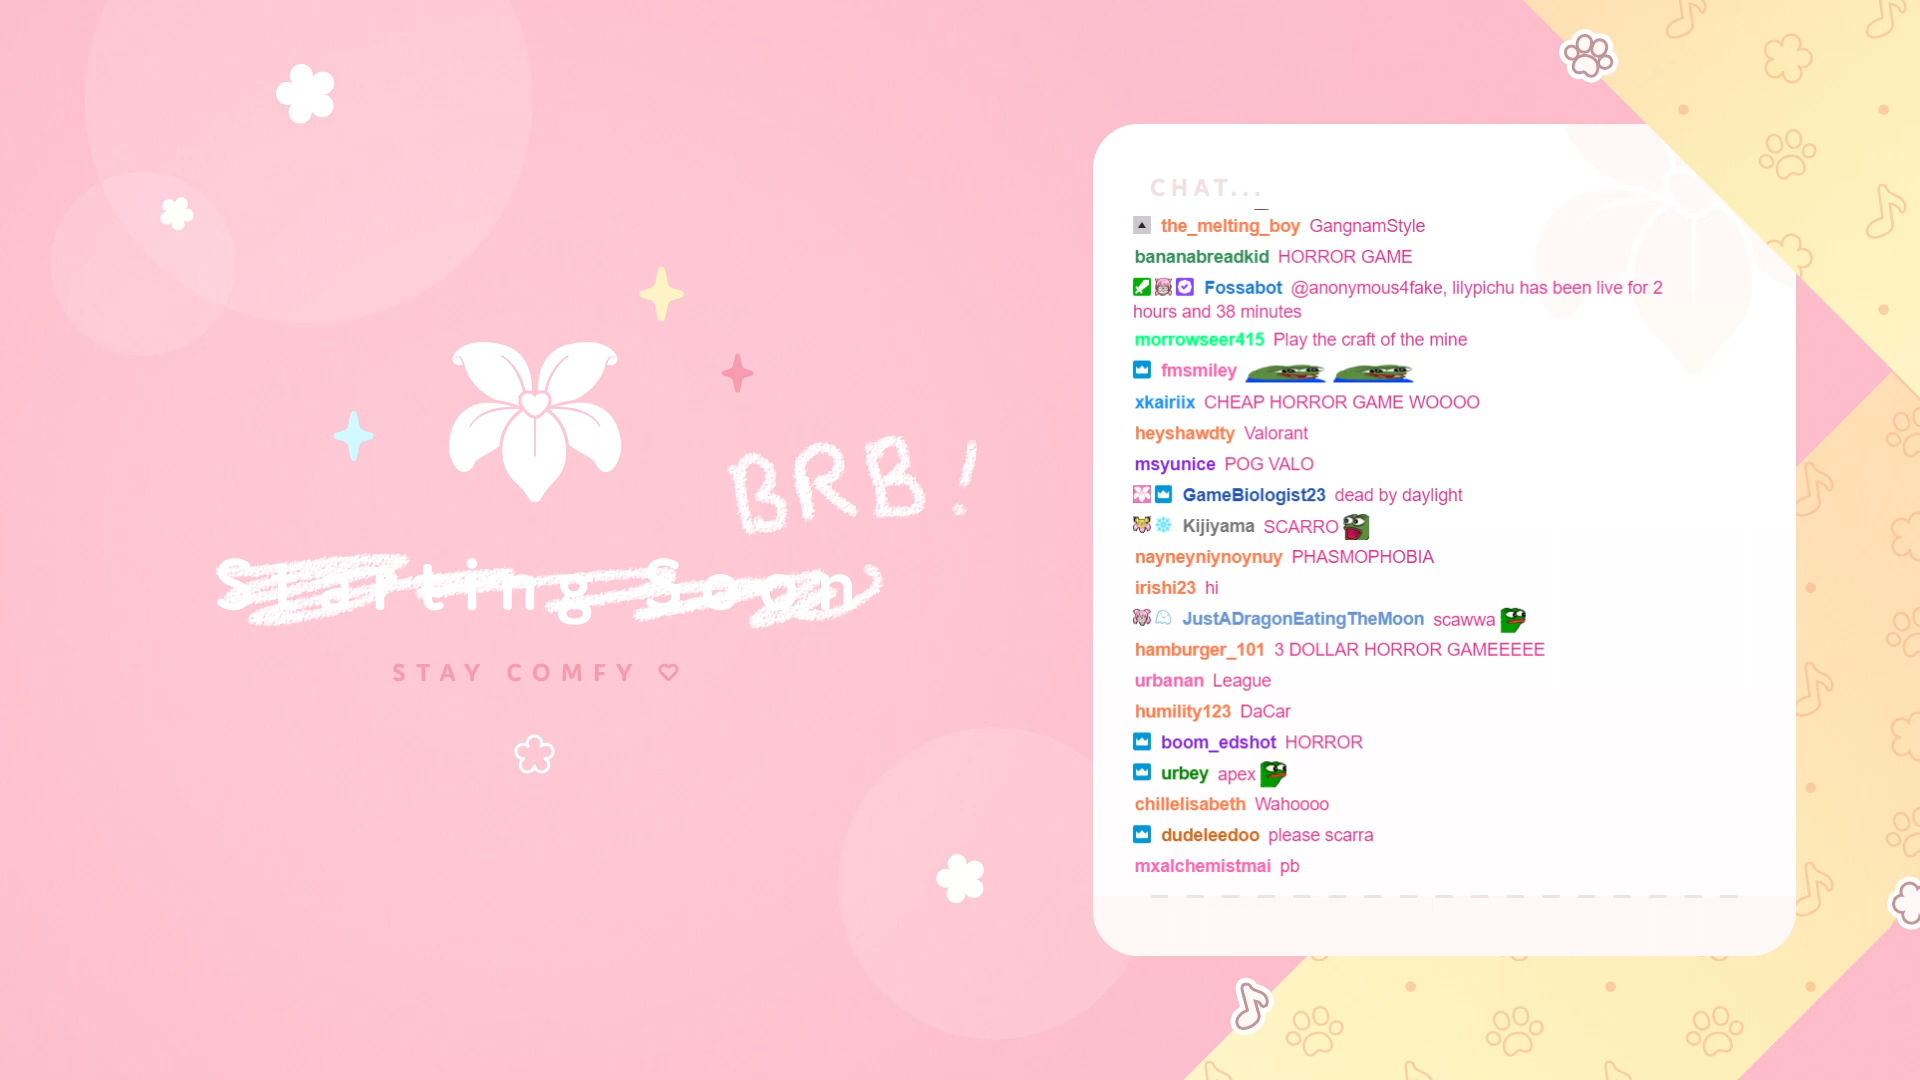 BRB!
Starting Soon
STAY COMFY ♡
CHAT...
the_melting_boy GangnamStyle
bananabreadkid HORROR GAME
Fossabot @anonymous4fake, lilypichu has been live for 2
hours and 38 minutes
morrowseer415 Play the craft of the mine
fmsmiley
xkairiix CHEAP HORROR GAME WOOOO
heyshawdty Valorant
msyunice POG VALO
GameBiologist23 dead by daylight
Kijiyama SCARRO
nayneyniynoynuy PHASMOPHOBIA
irishi23 hi
JustADragonEatingTheMoon scawwa
hamburger_101 3 DOLLAR HORROR GAMEEEEE
urbanan League
humility123 DaCar
boom_edshot HORROR
urbey apex
chillelisabeth Wahoooo
dudeleedoo please scarra
mxalchemistmai pb